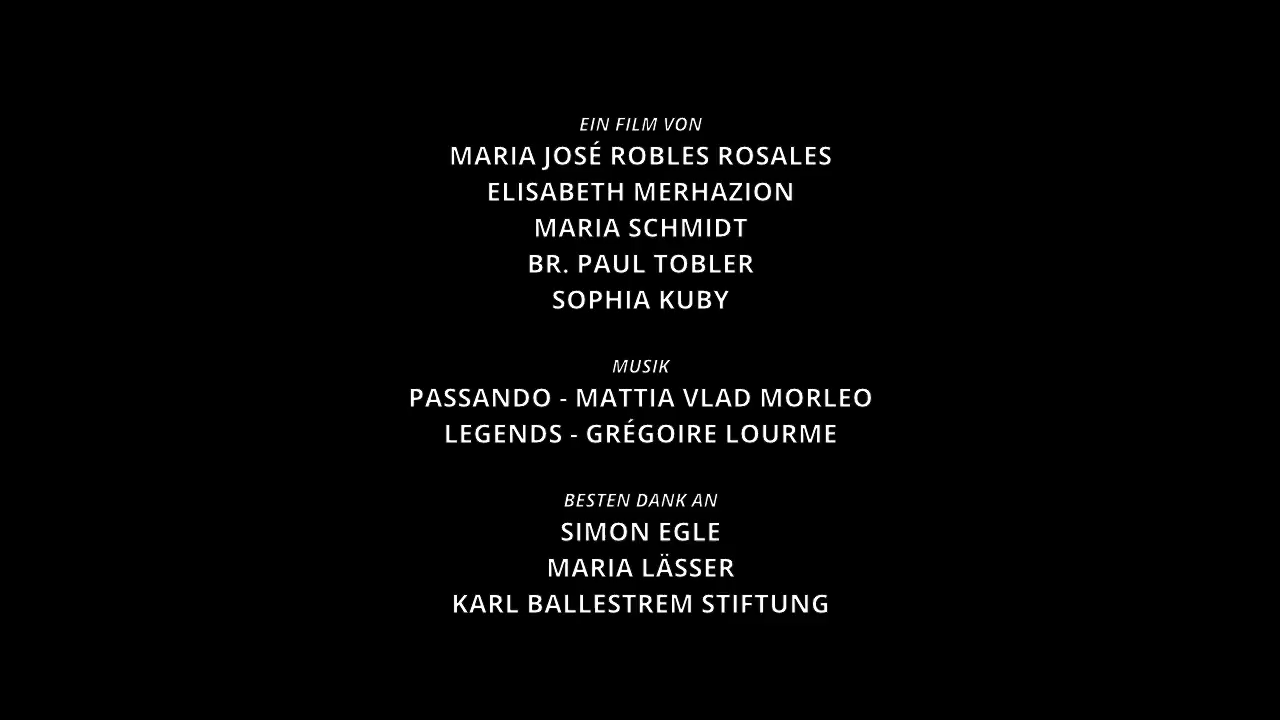 EIN FILM VON
MARIA JOSÉ ROBLES ROSALES
ELISABETH MERHAZION
MARIA SCHMIDT
BR. PAUL TOBLER
SOPHIA KUBY
MUSIK
PASSANDO - MATTIA VLAD MORLEO
LEGENDS - GRÉGOIRE LOURME
BESTEN DANK AN
SIMON EGLE
MARIA LÄSSER
KARL BALLESTREM STIFTUNG